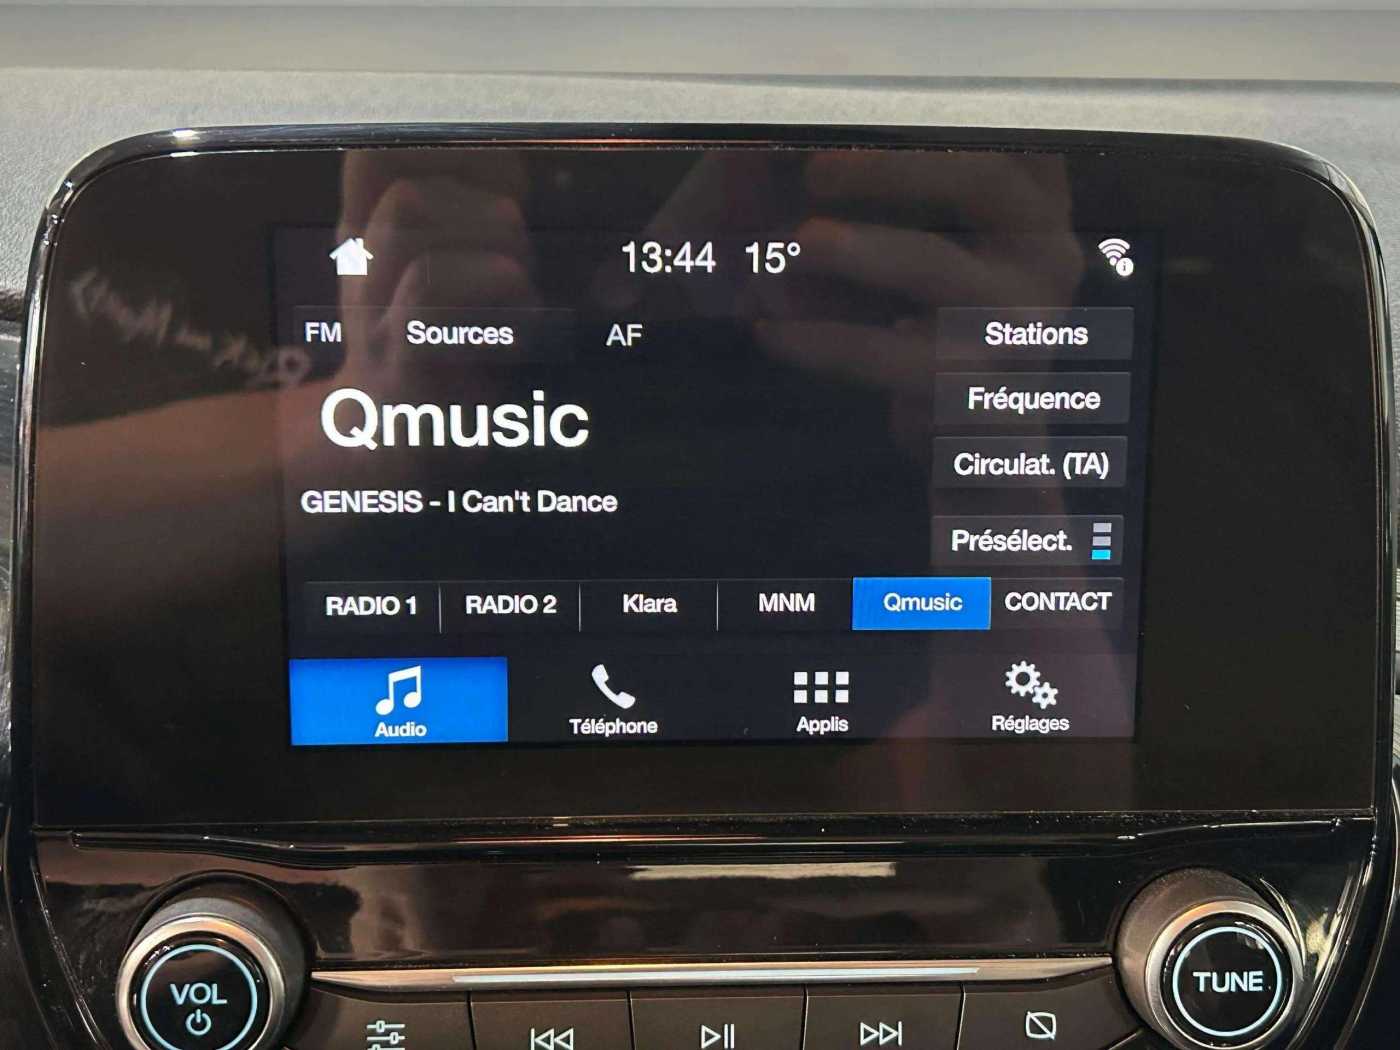 13:44 15°
FM Sources AF Stations
Fréquence
Qmusic
Circulat. (TA)
GENESIS - I Can't Dance
Présélect.
RADIO 1 RADIO 2 Klara MNM Qmusic CONTACT
Audio Téléphone Applis Réglages
VOL TUNE